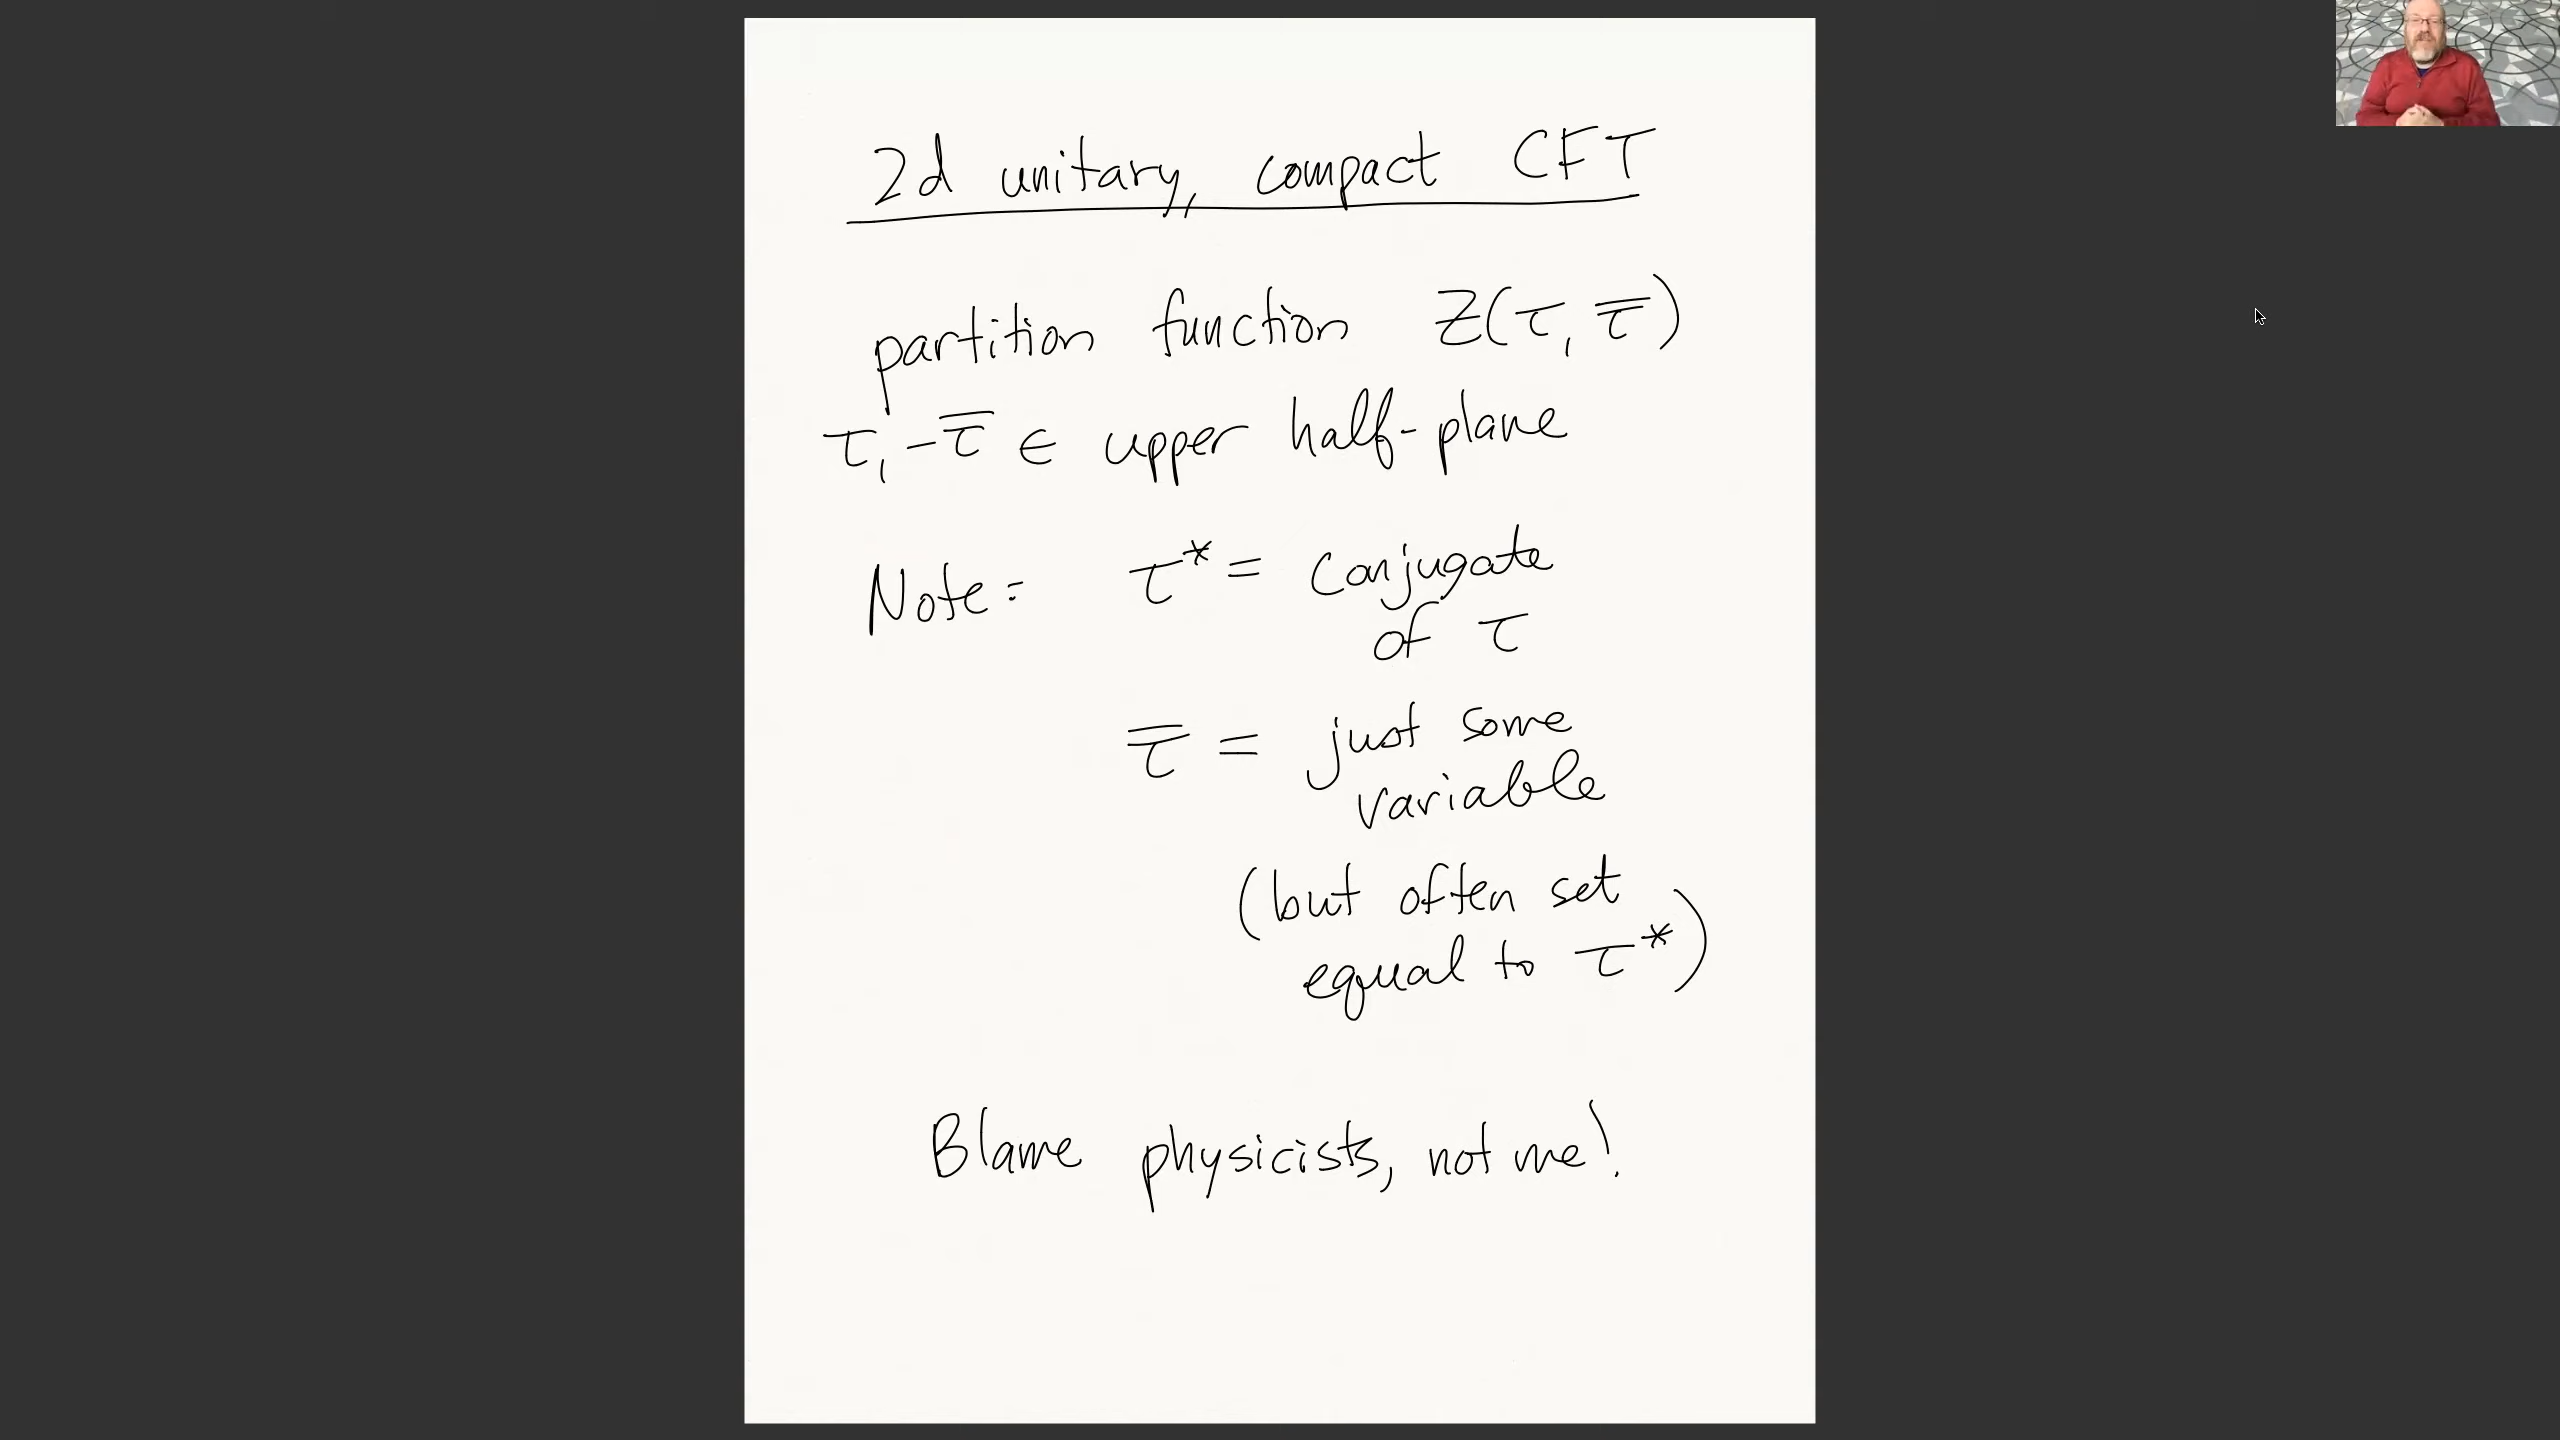 2d unitary, compact CFT
partition function Z(τ, τ̅)
τ, -τ̅ ∈ upper half-plane
Note: τ* = conjugate
of τ
τ̅ = just some
variable
(but often set
equal to τ*)
Blame physicists, not me!